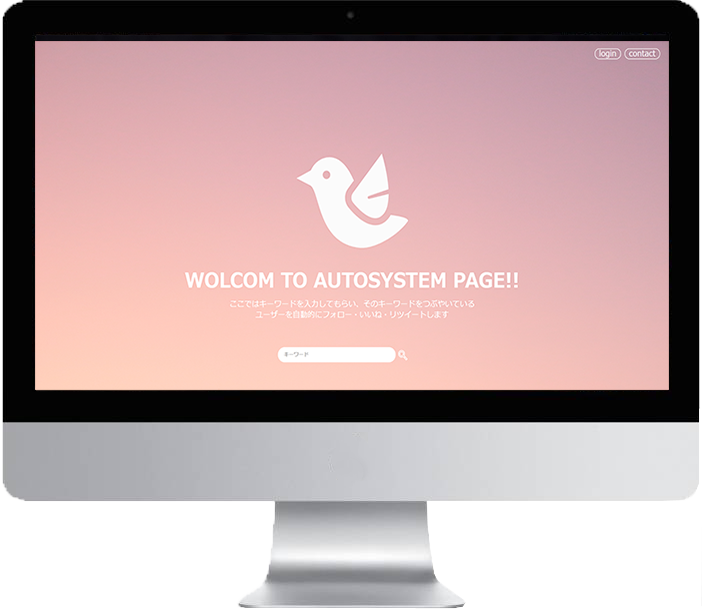 login contact
WOLCOM TO AUTOSYSTEM PAGE!!
ここではキーワードを入力してもらい、そのキーワードをつぶやいている
ユーザーを自動的にフォロー・いいね・リツイートします
キーワード